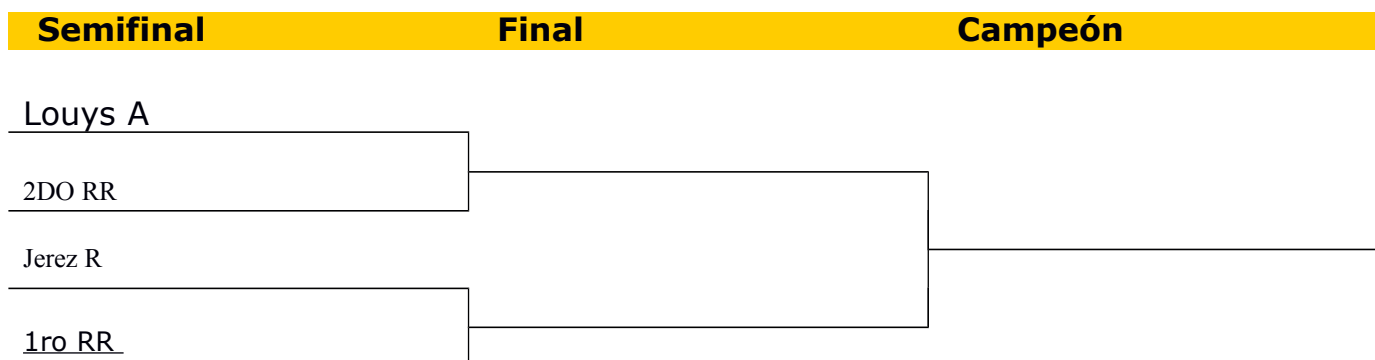 Semifinal Final Campeón
Louys A
2DO RR
Jerez R
1ro RR